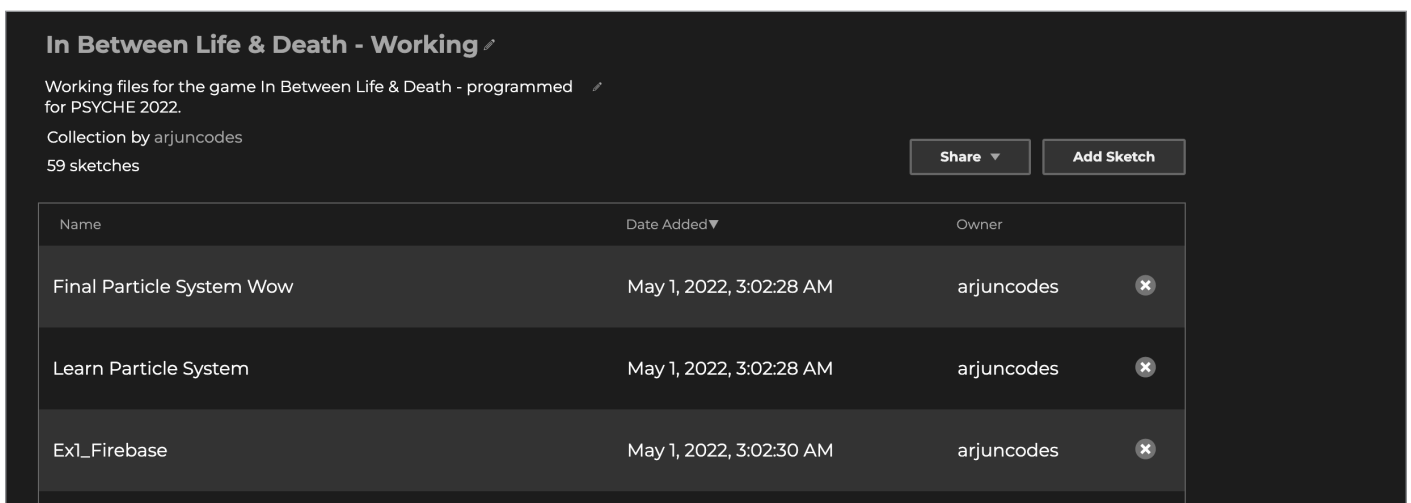 In Between Life & Death - Working
Working files for the game In Between Life & Death - programmed
for PSYCHE 2022.
Collection by arjuncodes
59 sketches
Share ▼ Add Sketch
Name Date Added▼ Owner
Final Particle System Wow May 1, 2022, 3:02:28 AM arjuncodes
Learn Particle System May 1, 2022, 3:02:28 AM arjuncodes
Ex1_Firebase May 1, 2022, 3:02:30 AM arjuncodes